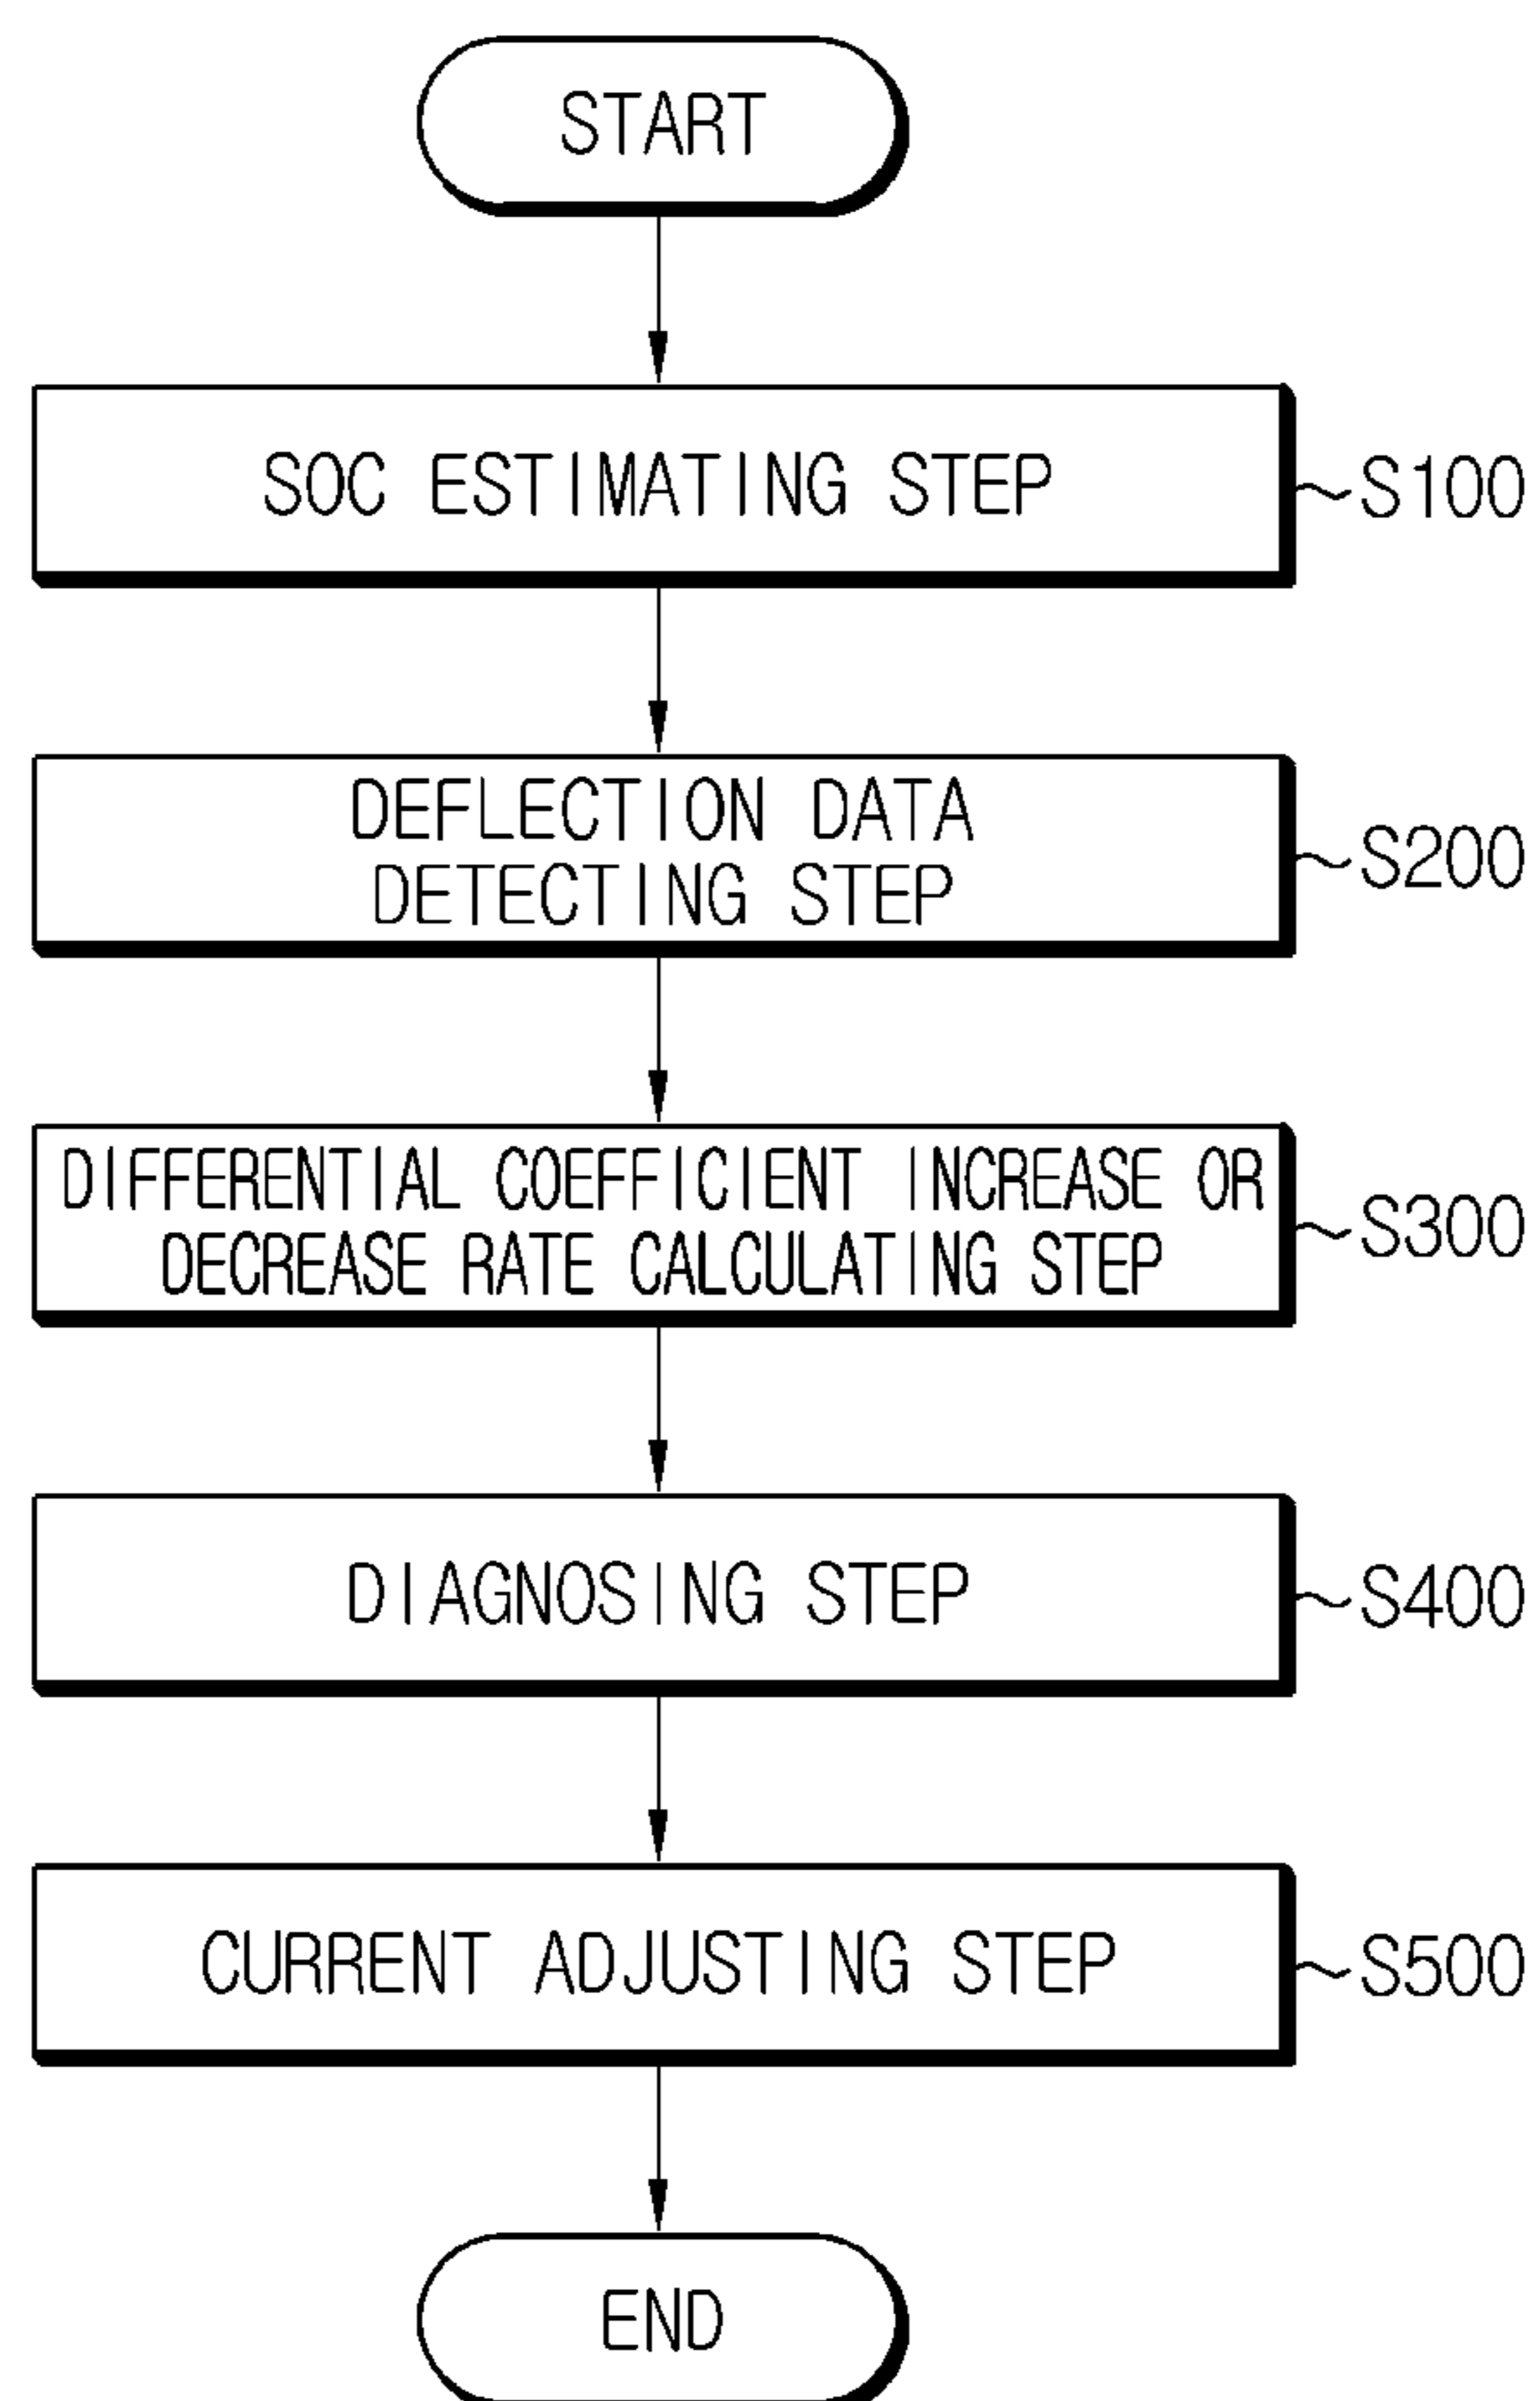 START
SOC ESTIMATING STEP
S100
DEFLECTION DATA
DETECTING STEP
S200
DIFFERENTIAL COEFFICIENT INCREASE OR
DECREASE RATE CALCULATING STEP
S300
DIAGNOSING STEP
S400
CURRENT ADJUSTING STEP
S500
END